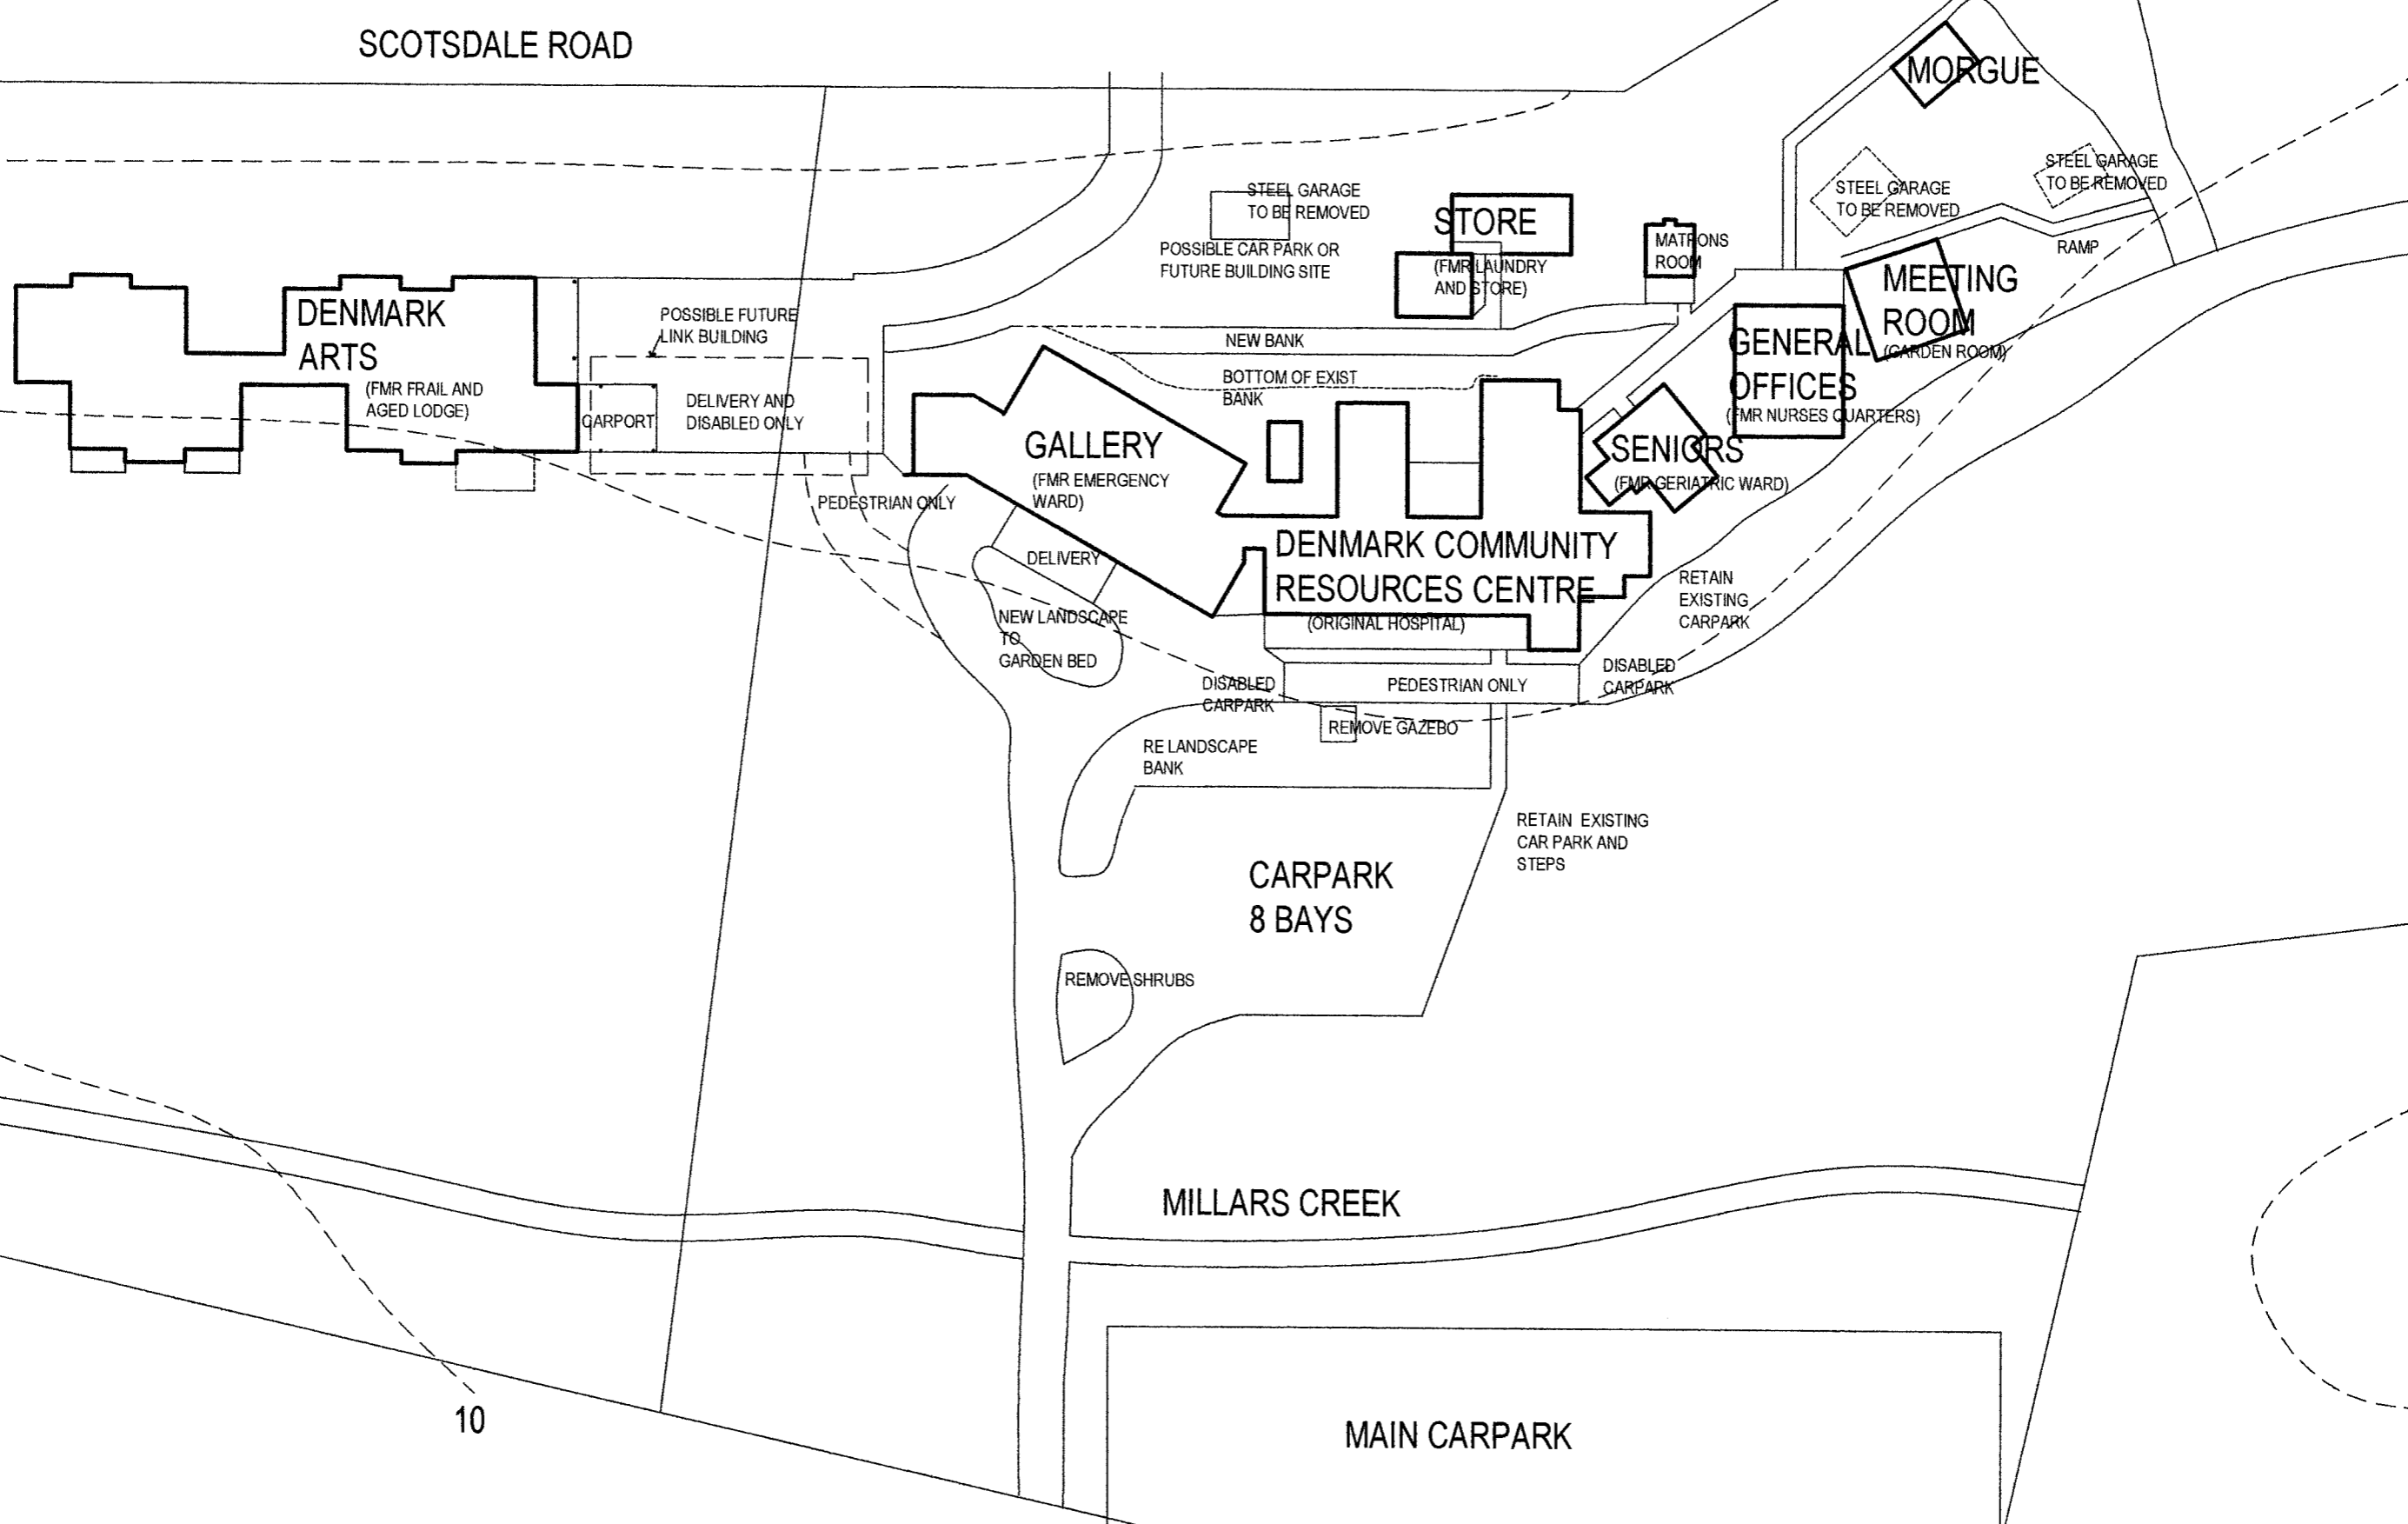 SCOTSDALE ROAD
MORGUE
STEEL GARAGE
TO BE REMOVED
STEEL GARAGE
TO BE REMOVED
STEEL GARAGE
TO BE REMOVED
POSSIBLE CAR PARK OR
FUTURE BUILDING SITE
STORE
(FMR LAUNDRY
AND STORE)
MATRONS
ROOM
RAMP
MEETING
ROOM
(GARDEN ROOM)
GENERAL
OFFICES
(FMR NURSES QUARTERS)
DENMARK
ARTS
(FMR FRAIL AND
AGED LODGE)
POSSIBLE FUTURE
LINK BUILDING
CARPORT
DELIVERY AND
DISABLED ONLY
NEW BANK
BOTTOM OF EXIST
BANK
GALLERY
(FMR EMERGENCY
WARD)
SENIORS
(FMR GERIATRIC WARD)
PEDESTRIAN ONLY
DELIVERY
DENMARK COMMUNITY
RESOURCES CENTRE
(ORIGINAL HOSPITAL)
RETAIN
EXISTING
CARPARK
NEW LANDSCAPE
TO
GARDEN BED
DISABLED
CARPARK
PEDESTRIAN ONLY
DISABLED
CARPARK
REMOVE GAZEBO
RE LANDSCAPE
BANK
RETAIN EXISTING
CAR PARK AND
STEPS
CARPARK
8 BAYS
REMOVE SHRUBS
MILLARS CREEK
10
MAIN CARPARK